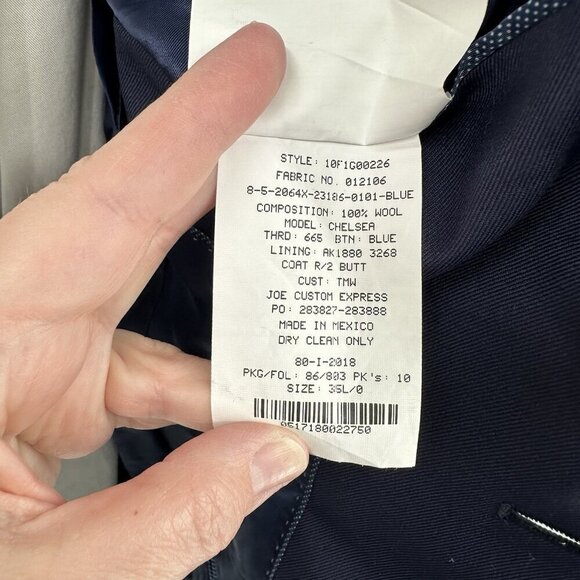 STYLE: 10F1G00226
FABRIC NO. 012106
8-5-2064X-23186-0101-BLUE
COMPOSITION: 100% WOOL
MODEL: CHELSEA
THRD: 665 BTN: BLUE
LINING: AK1880 3268
COAT R/2 BUTT
CUST: TMW
JOE CUSTOM EXPRESS
PO: 283827-283888
MADE IN MEXICO
DRY CLEAN ONLY
80-I-2018
PKG/FOL: 86/803 PK's: 10
SIZE: 36L/0
0517180022750